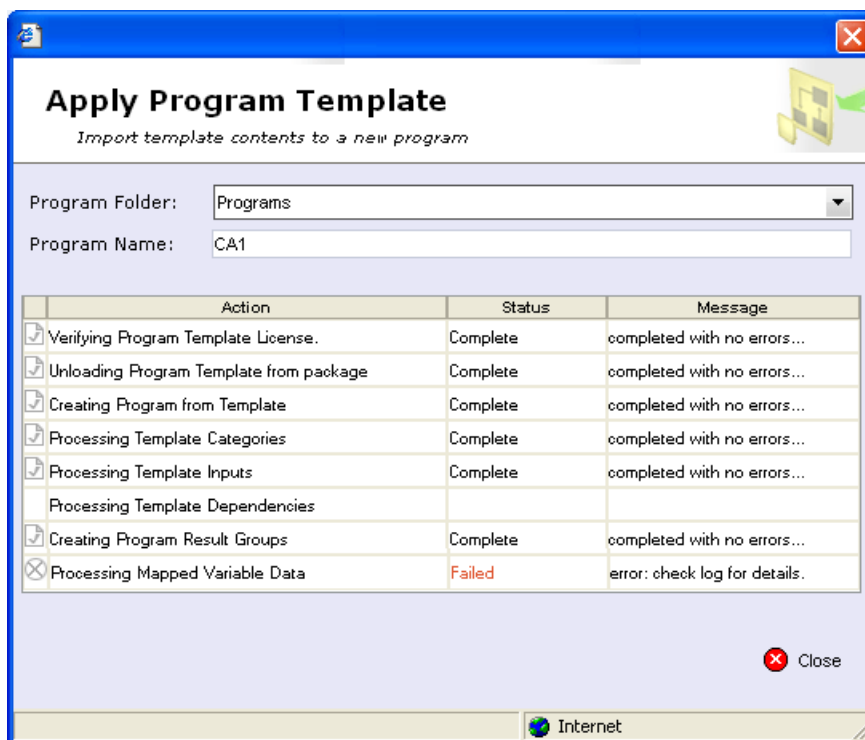 Apply Program Template
Import template contents to a new program
Program Folder: Programs
Program Name: CA1
Action Status Message
Verifying Program Template License. Complete completed with no errors...
Unloading Program Template from package Complete completed with no errors...
Creating Program from Template Complete completed with no errors...
Processing Template Categories Complete completed with no errors...
Processing Template Inputs Complete completed with no errors...
Processing Template Dependencies
Creating Program Result Groups Complete completed with no errors...
Processing Mapped Variable Data Failed error: check log for details.
Close
Internet